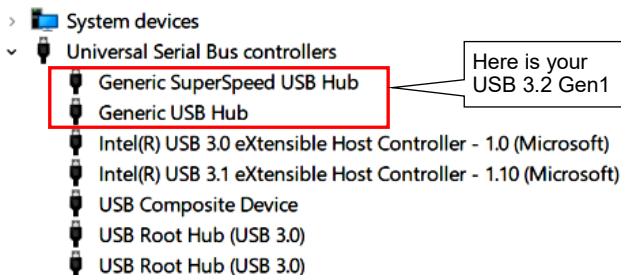 System devices
Universal Serial Bus controllers
Generic SuperSpeed USB Hub
Generic USB Hub
Here is your
USB 3.2 Gen1
Intel(R) USB 3.0 eXtensible Host Controller - 1.0 (Microsoft)
Intel(R) USB 3.1 eXtensible Host Controller - 1.10 (Microsoft)
USB Composite Device
USB Root Hub (USB 3.0)
USB Root Hub (USB 3.0)